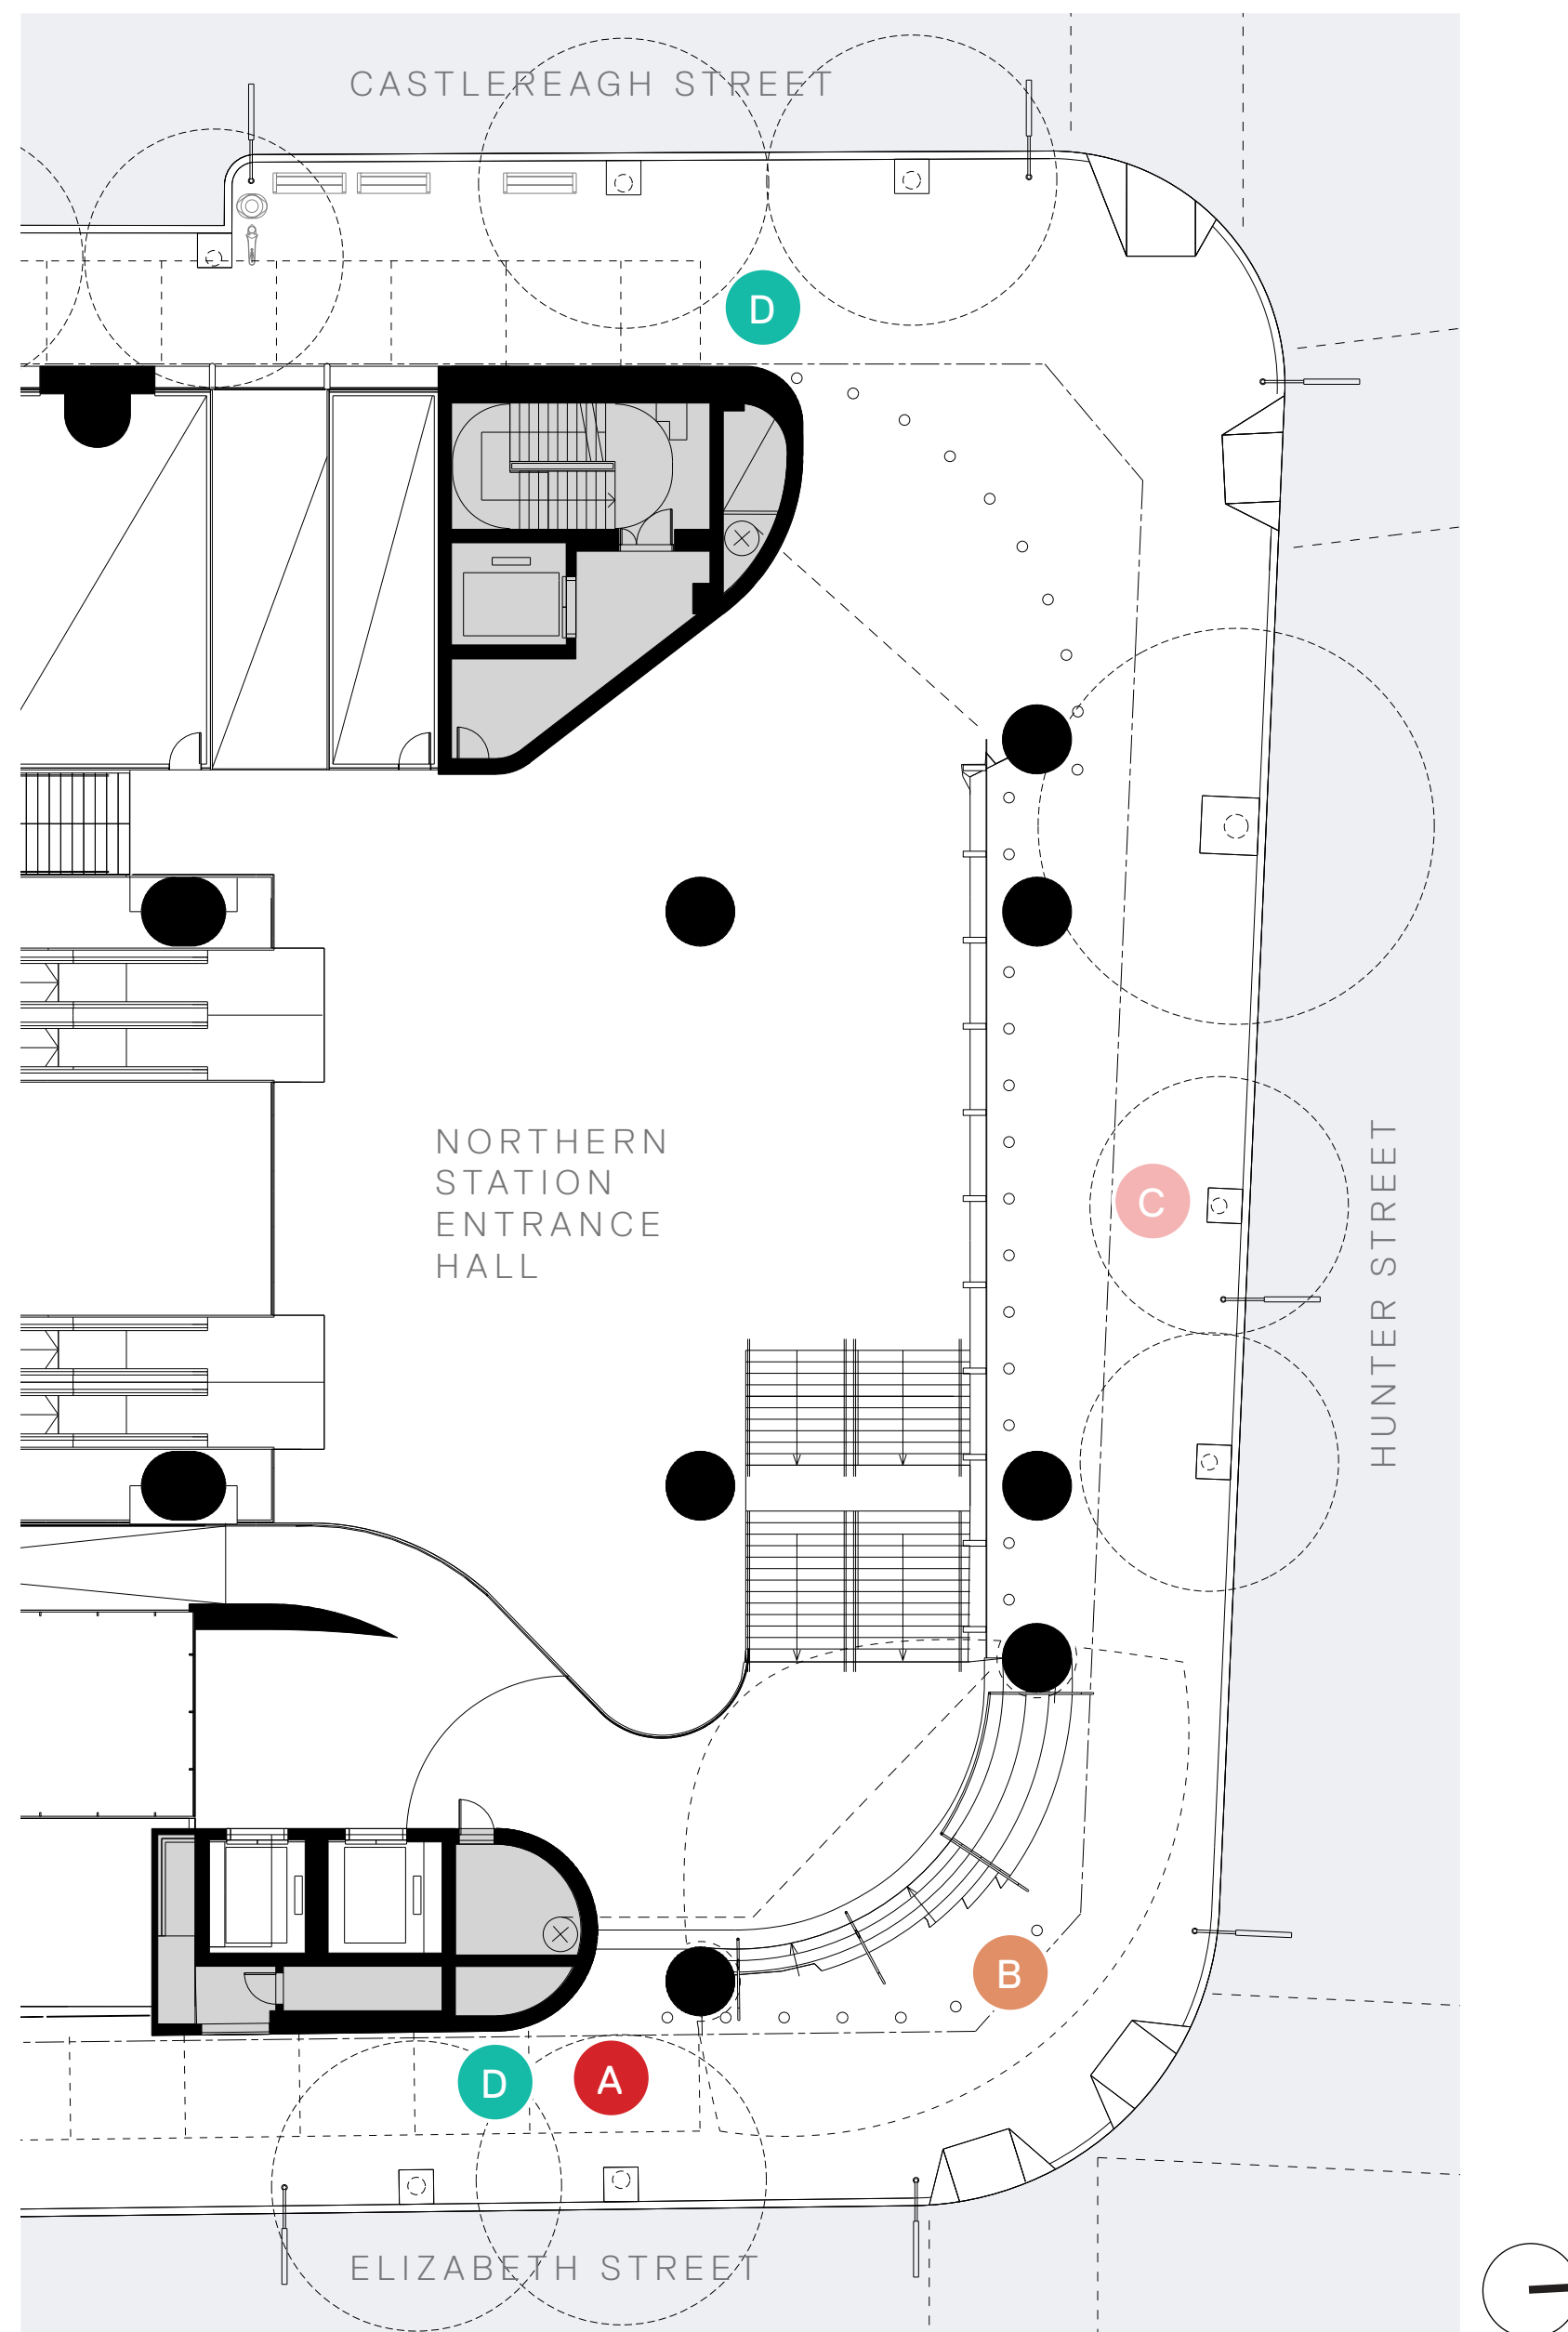 CASTLEREAGH STREET
D
NORTHERN
STATION
ENTRANCE
HALL
C
HUNTER STREET
B
D
A
ELIZABETH STREET